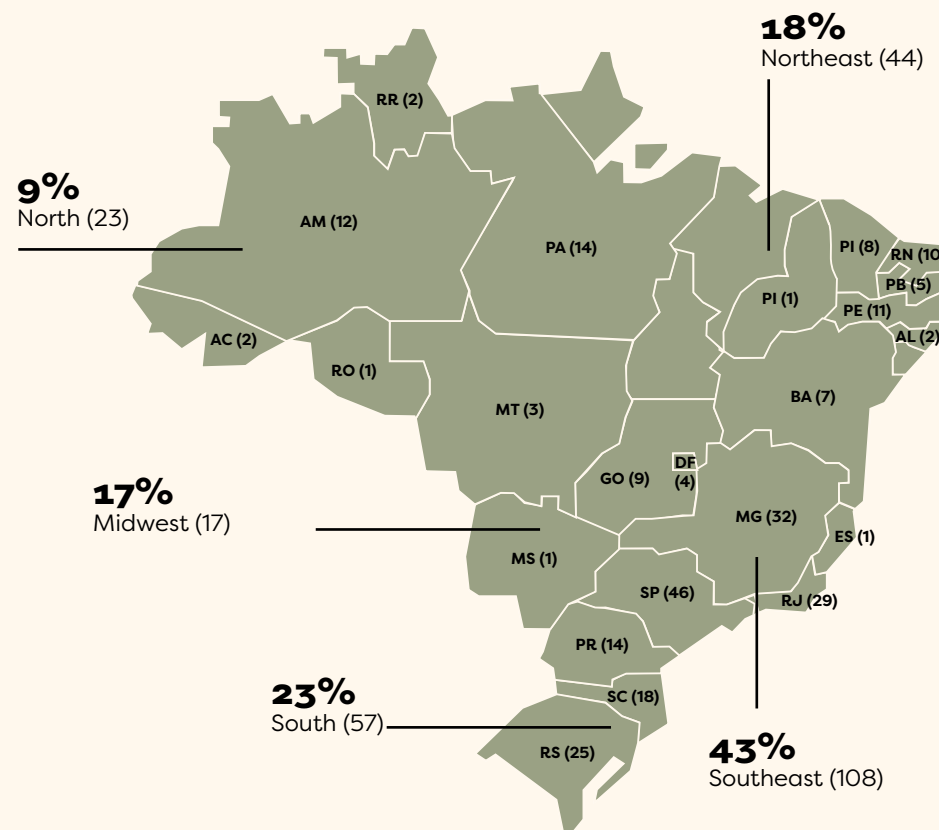 18%
Northeast (44)
RR (2)
9%
North (23)
AM (12)
PA (14)
PI (8)
RN (10
PB (5)
PI (1)
PE (11)
AC (2)
AL (2)
RO (1)
BA (7)
MT (3)
DF
(4)
GO (9)
17%
Midwest (17)
MG (32)
ES (1)
MS (1)
SP (46)
RJ (29)
PR (14)
23%
South (57)
SC (18)
RS (25)
43%
Southeast (108)